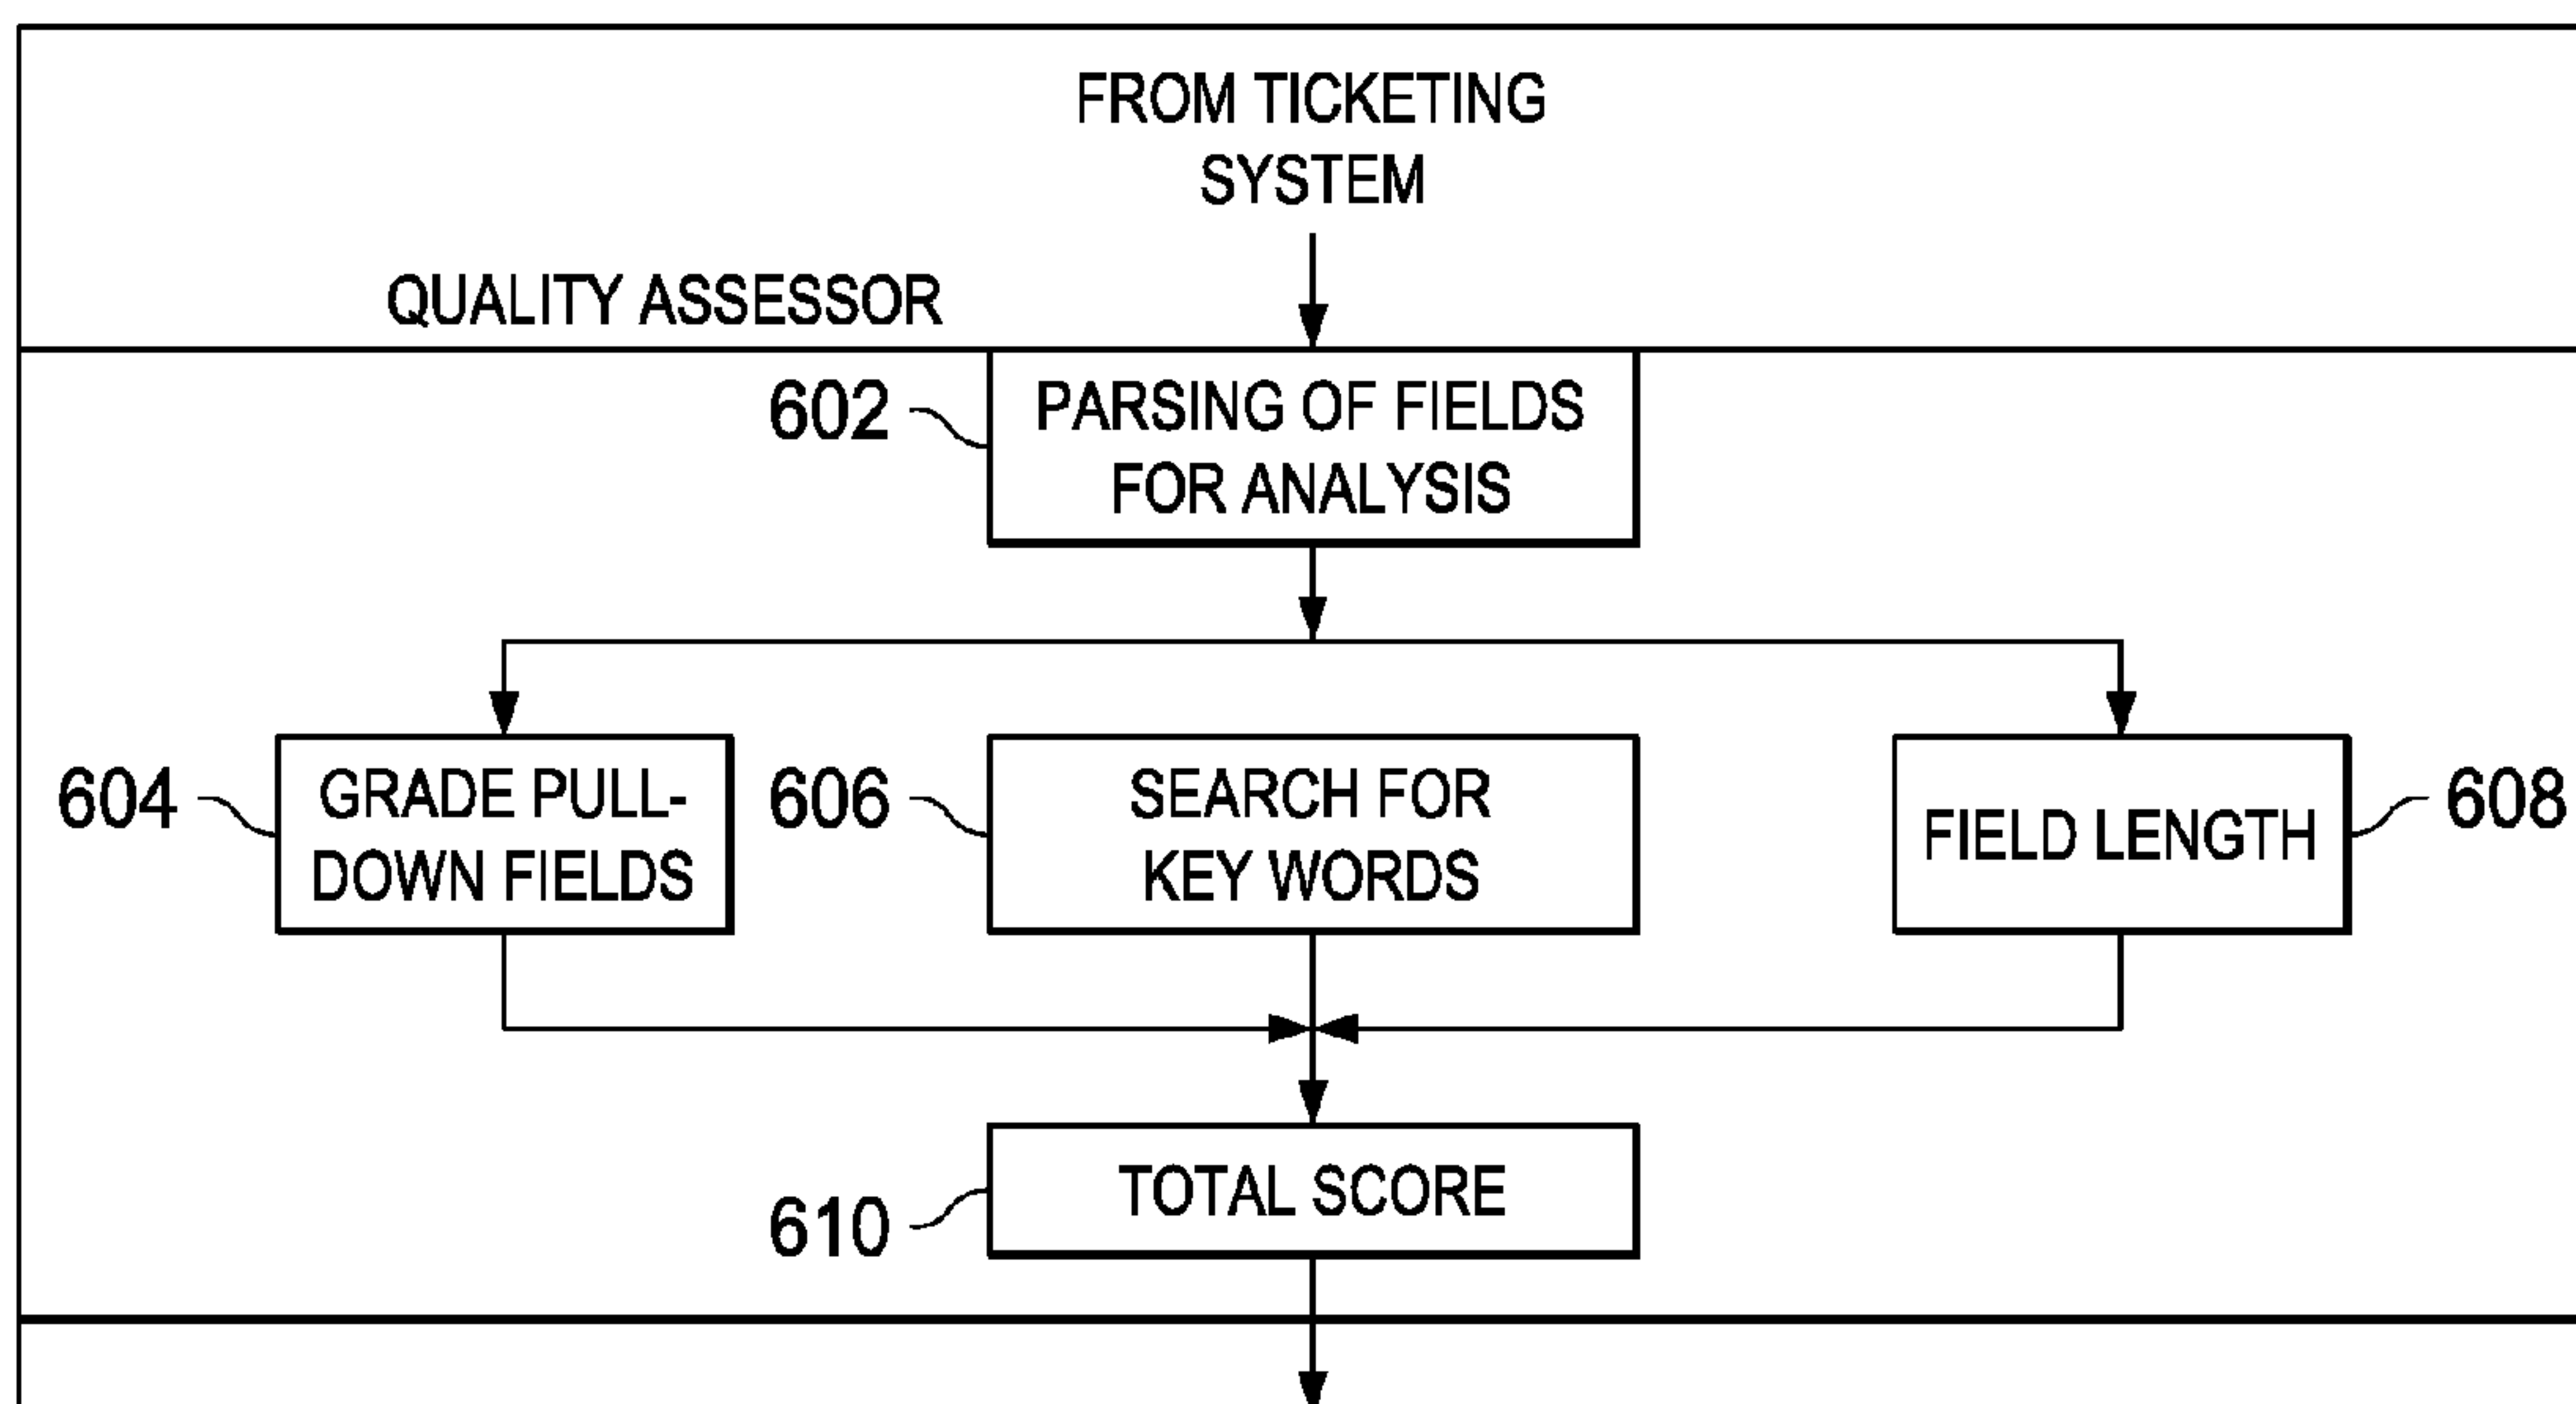 FROM TICKETING
SYSTEM
QUALITY ASSESSOR
602
PARSING OF FIELDS
FOR ANALYSIS
604
GRADE PULL-
DOWN FIELDS
606
SEARCH FOR
KEY WORDS
FIELD LENGTH
608
TOTAL SCORE
610